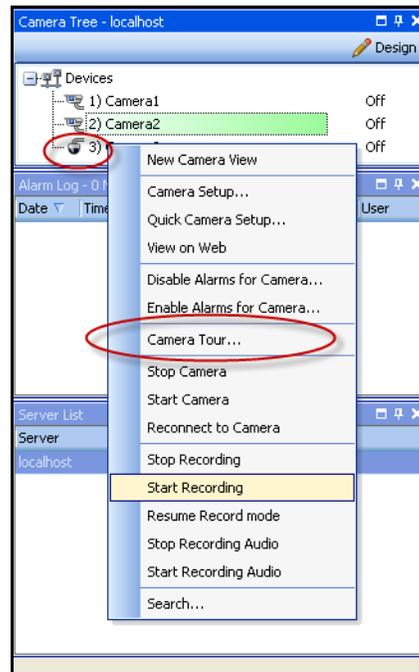 Camera Tree - localhost
Design
Devices
1) Camera1 Off
2) Camera2 Off
3) Off
Alarm Log - 0
Date Time User
Server List
Server
localhost
New Camera View
Camera Setup...
Quick Camera Setup...
View on Web
Disable Alarms for Camera...
Enable Alarms for Camera...
Camera Tour...
Stop Camera
Start Camera
Reconnect to Camera
Stop Recording
Start Recording
Resume Record mode
Stop Recording Audio
Start Recording Audio
Search...